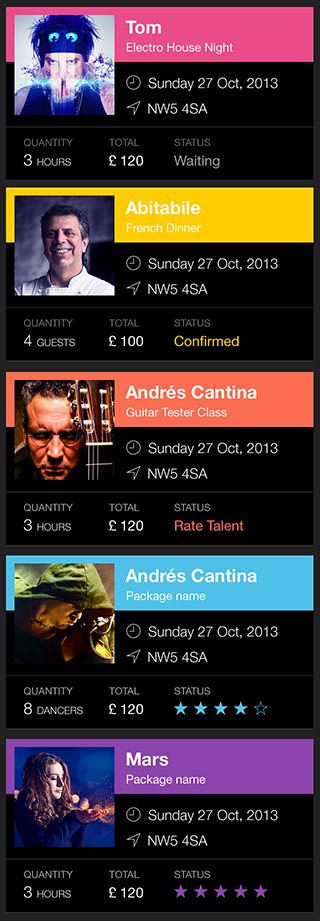 Tom
Electro House Night
Sunday 27 Oct, 2013
NW5 4SA
QUANTITY TOTAL STATUS
3 HOURS £ 120 Waiting
Abitabile
French Dinner
Sunday 27 Oct, 2013
NW5 4SA
QUANTITY TOTAL STATUS
4 GUESTS £ 100 Confirmed
Andrés Cantina
Guitar Tester Class
Sunday 27 Oct, 2013
NW5 4SA
QUANTITY TOTAL STATUS
3 HOURS £ 120 Rate Talent
Andrés Cantina
Package name
Sunday 27 Oct, 2013
NW5 4SA
QUANTITY TOTAL STATUS
8 DANCERS £ 120
Mars
Package name
Sunday 27 Oct, 2013
NW5 4SA
QUANTITY TOTAL STATUS
3 HOURS £ 120